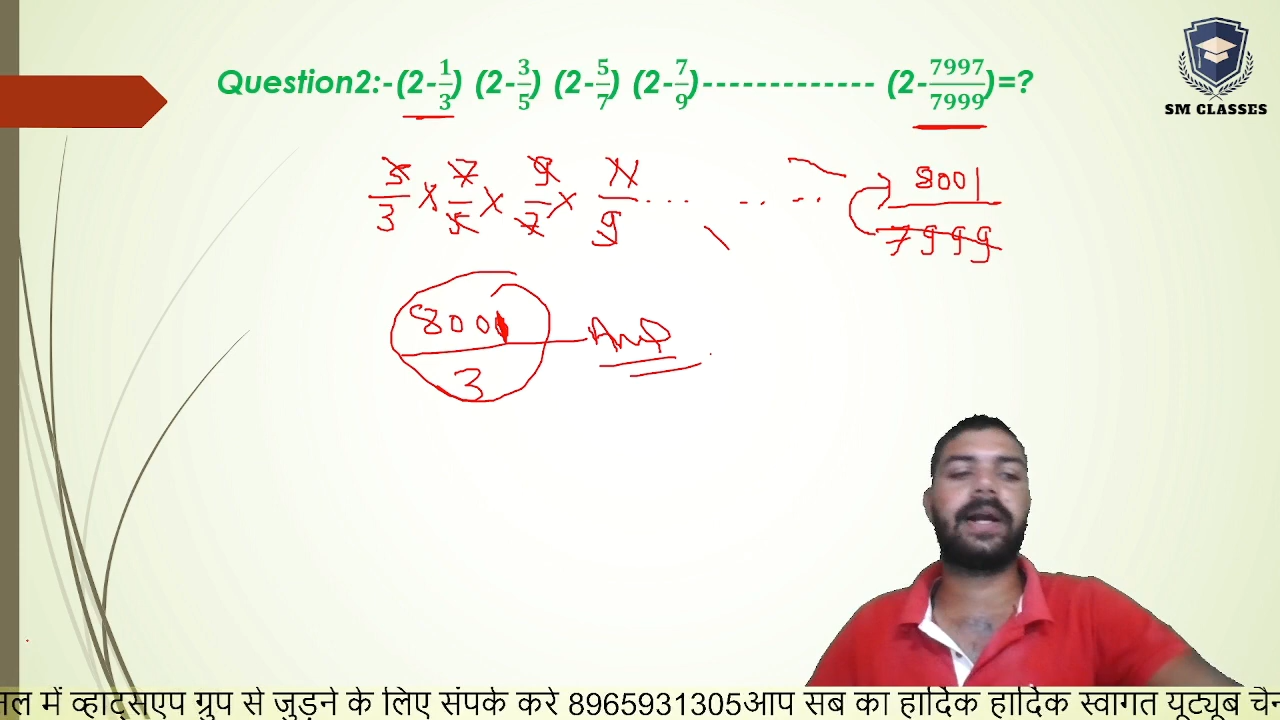 Question2:-(2-1/3) (2-3/5) (2-5/7) (2-7/9)------------- (2-7997/7999)=?
SM CLASSES
5/3 × 7/5 × 9/7 × 11/9 ... .. .. 8001/7999
8001/3 Ans
में व्हाट्सएप ग्रुप से जुड़ने के लिए संपर्क करे 8965931305आप सब का हार्दिक हार्दिक स्वागत यूट्यूब